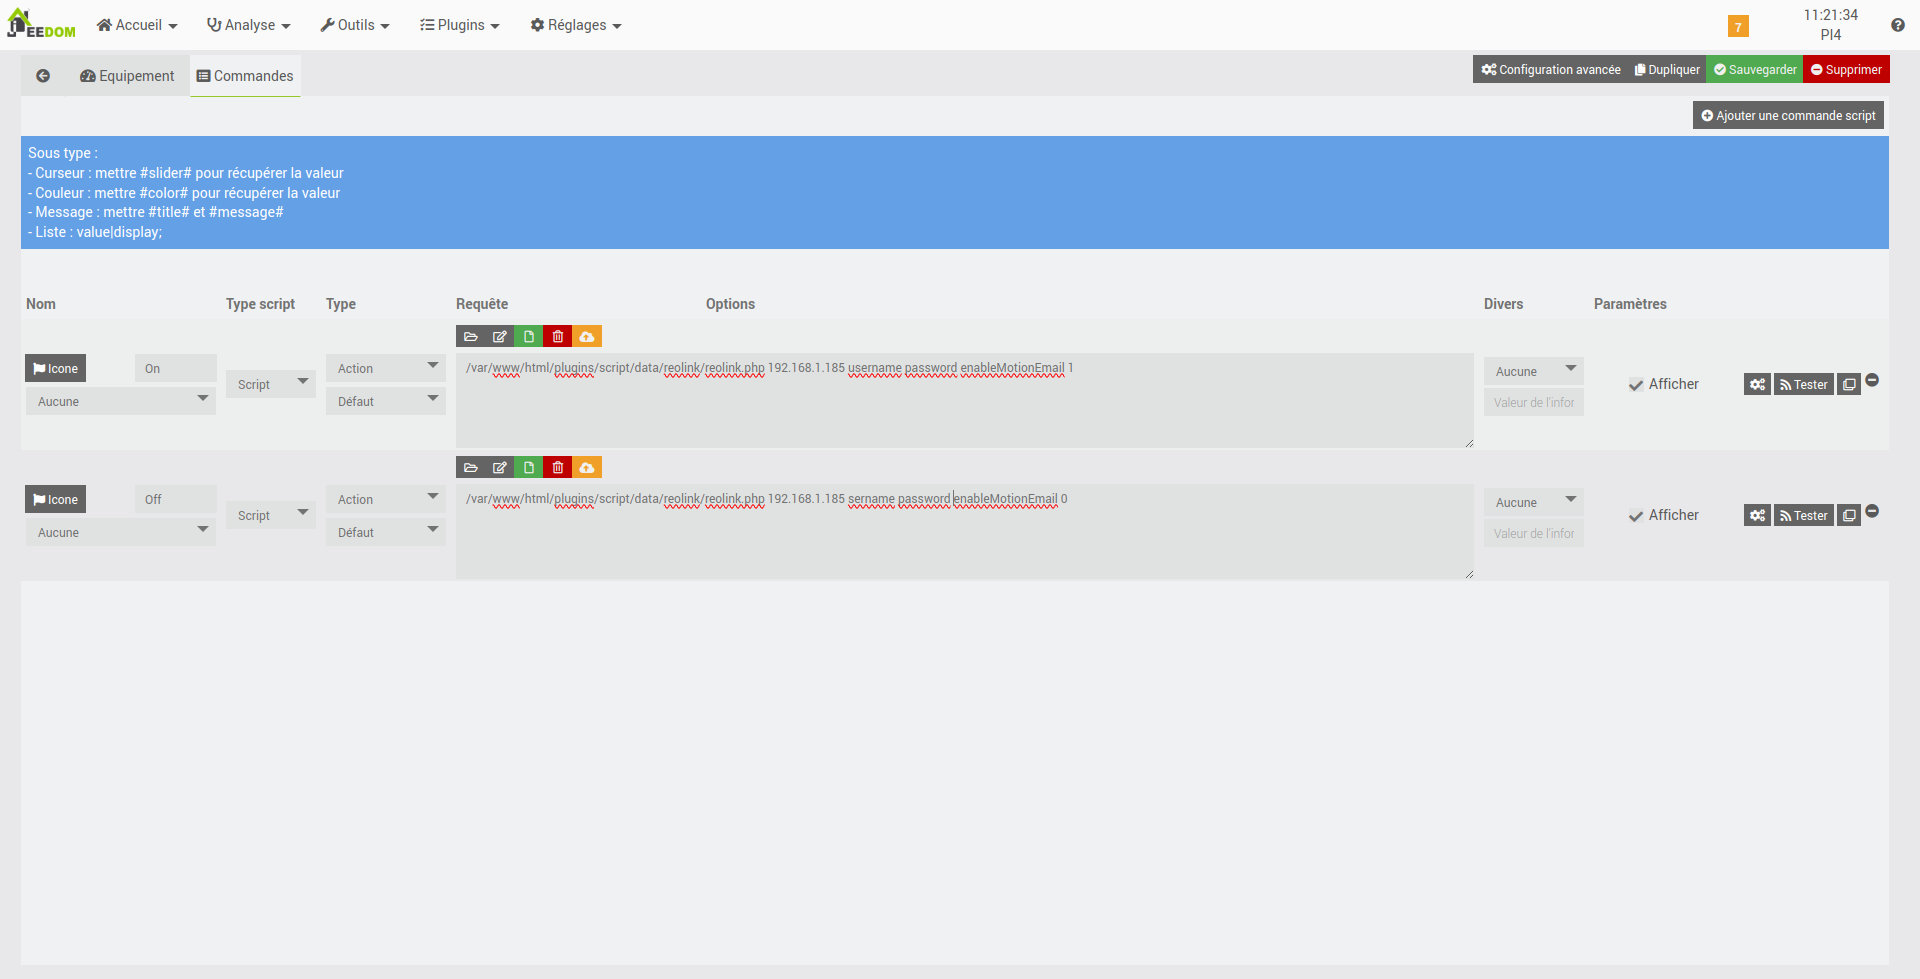 JEEDOM Accueil Analyse Outils Plugins Réglages 7 11:21:34
PI4
Equipement Commandes Configuration avancée Dupliquer Sauvegarder Supprimer
Ajouter une commande script
Sous type :
- Curseur : mettre #slider# pour récupérer la valeur
- Couleur : mettre #color# pour récupérer la valeur
- Message : mettre #title# et #message#
- Liste : value|display;
Nom Type script Type Requête Options Divers Paramètres
Icone On Script Action /var/www/html/plugins/script/data/reolink/reolink.php 192.168.1.185 username password enableMotionEmail 1 Aucune Afficher Tester
Aucune Défaut Valeur de l'infor
Icone Off Script Action /var/www/html/plugins/script/data/reolink/reolink.php 192.168.1.185 sername password enableMotionEmail 0 Aucune Afficher Tester
Aucune Défaut Valeur de l'infor